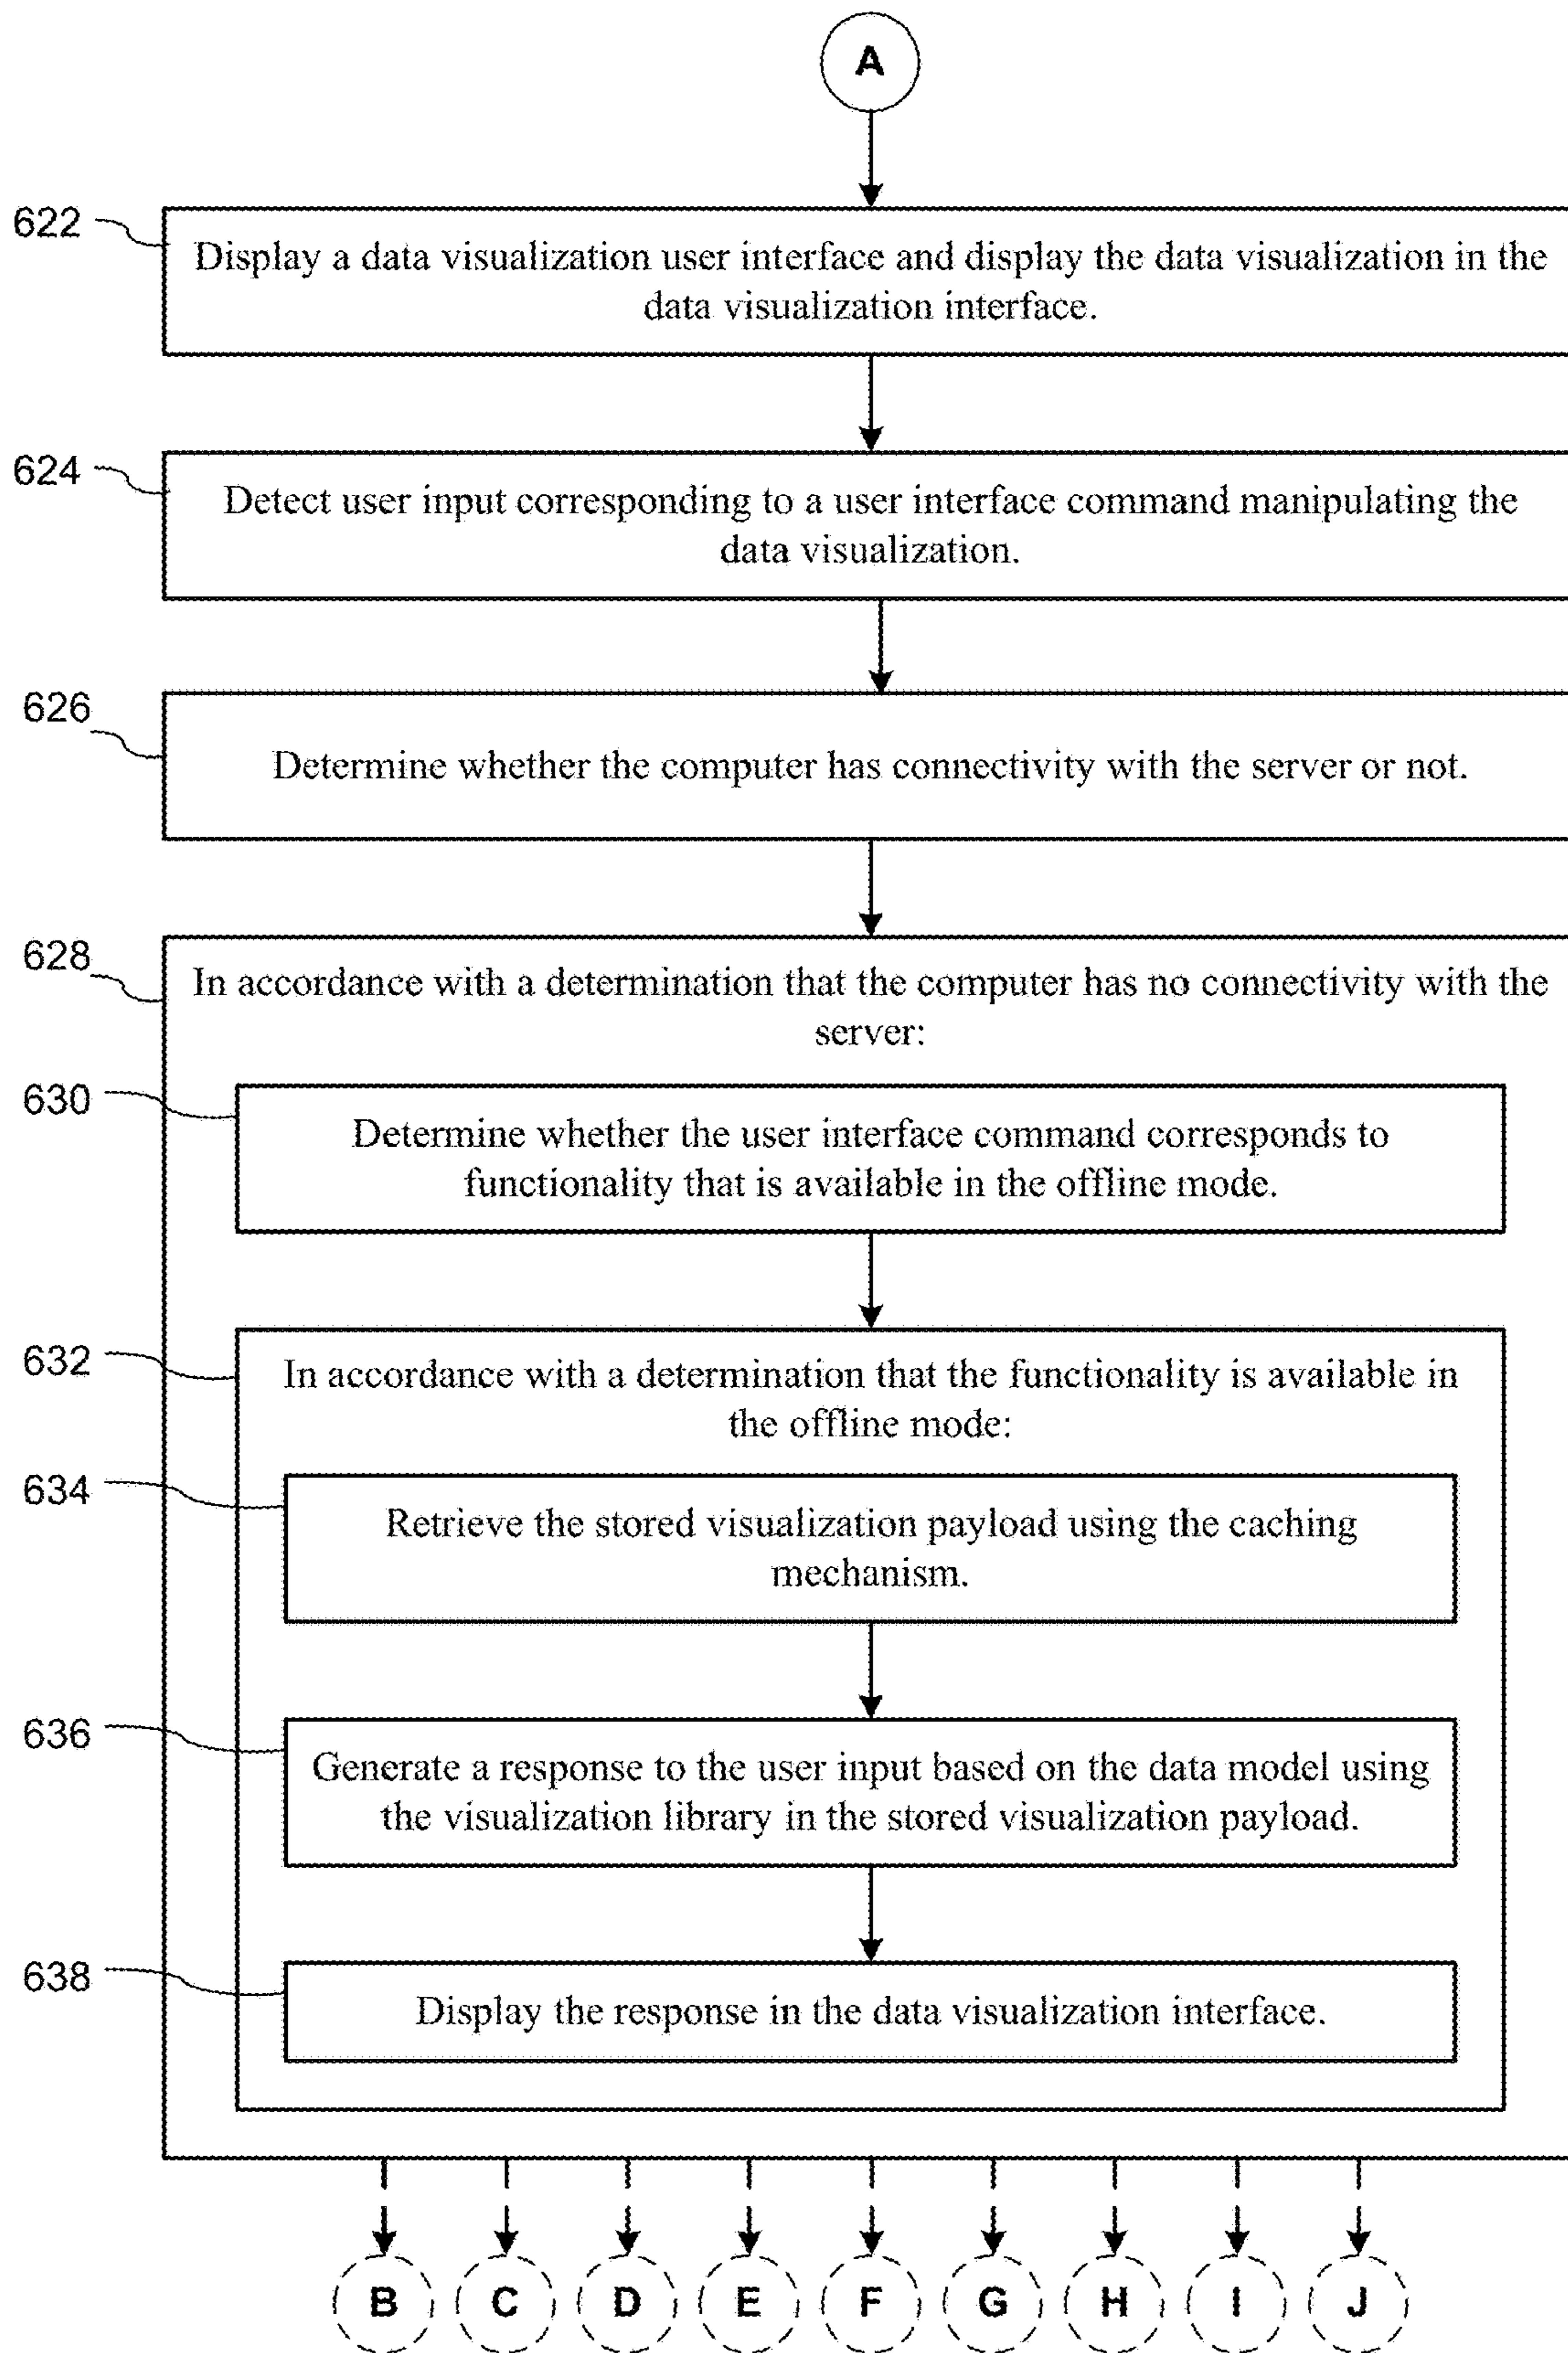 A
622
Display a data visualization user interface and display the data visualization in the
data visualization interface.
624
Detect user input corresponding to a user interface command manipulating the
data visualization.
626
Determine whether the computer has connectivity with the server or not.
628
In accordance with a determination that the computer has no connectivity with the
server:
630
Determine whether the user interface command corresponds to
functionality that is available in the offline mode.
632
In accordance with a determination that the functionality is available in
the offline mode:
634
Retrieve the stored visualization payload using the caching
mechanism.
636
Generate a response to the user input based on the data model using
the visualization library in the stored visualization payload.
638
Display the response in the data visualization interface.
B C D E F G H I J